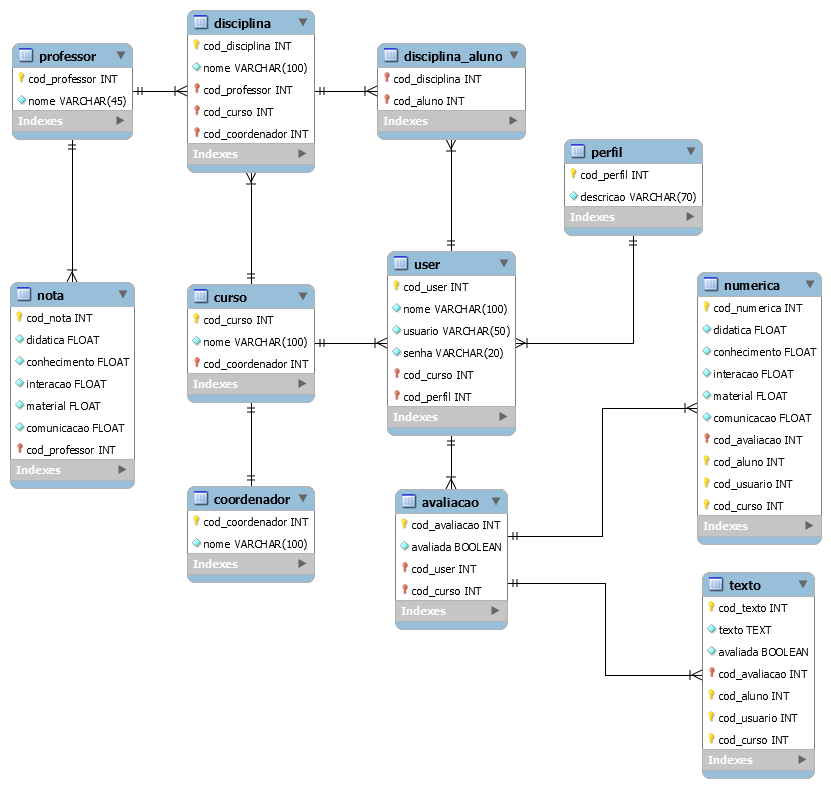 disciplina
cod_disciplina INT
nome VARCHAR(100)
cod_professor INT
cod_curso INT
cod_coordenador INT
Indexes
professor
cod_professor INT
nome VARCHAR(45)
Indexes
disciplina_aluno
cod_disciplina INT
cod_aluno INT
Indexes
perfil
cod_perfil INT
descricao VARCHAR(70)
Indexes
user
cod_user INT
nome VARCHAR(100)
usuario VARCHAR(50)
senha VARCHAR(20)
cod_curso INT
cod_perfil INT
Indexes
numerica
cod_numerica INT
didatica FLOAT
conhecimento FLOAT
interacao FLOAT
material FLOAT
comunicacao FLOAT
cod_avaliacao INT
cod_aluno INT
cod_usuario INT
cod_curso INT
Indexes
nota
cod_nota INT
didatica FLOAT
conhecimento FLOAT
interacao FLOAT
material FLOAT
comunicacao FLOAT
cod_professor INT
Indexes
curso
cod_curso INT
nome VARCHAR(100)
cod_coordenador INT
Indexes
coordenador
cod_coordenador INT
nome VARCHAR(100)
Indexes
avaliacao
cod_avaliacao INT
avaliada BOOLEAN
cod_user INT
cod_curso INT
Indexes
texto
cod_texto INT
texto TEXT
avaliada BOOLEAN
cod_avaliacao INT
cod_aluno INT
cod_usuario INT
cod_curso INT
Indexes